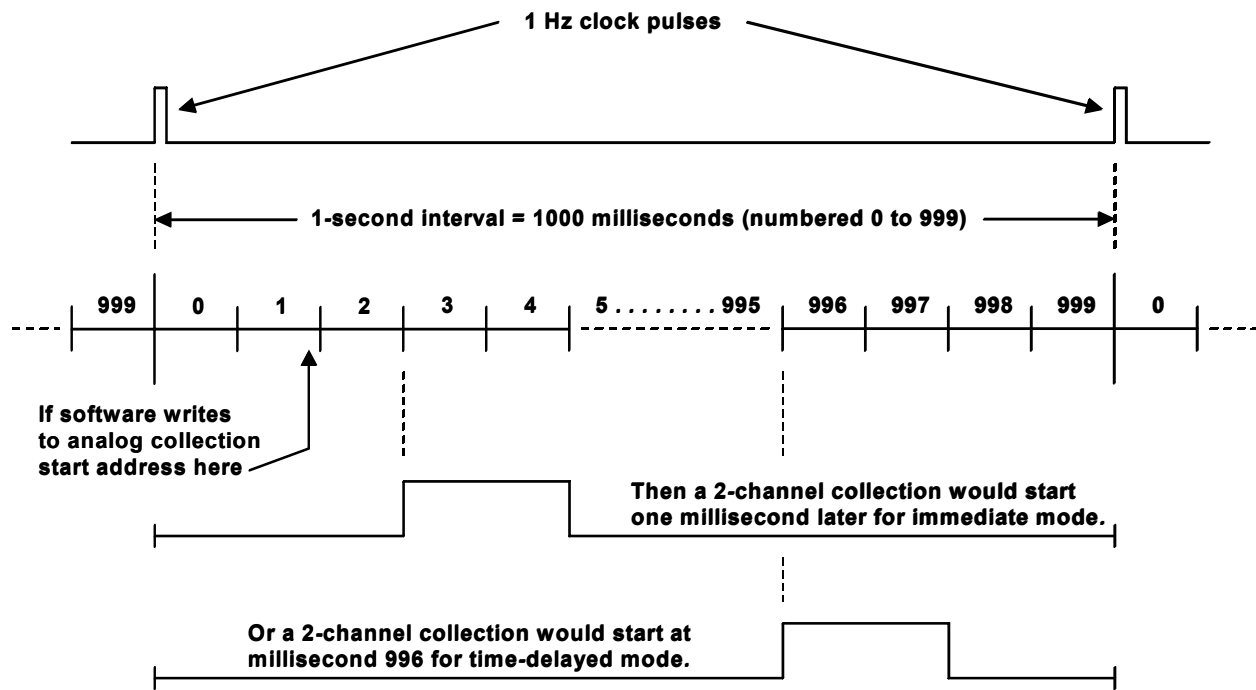 1 Hz clock pulses
1-second interval = 1000 milliseconds (numbered 0 to 999)
999 0 1 2 3 4 5 . . . . . . . . 995 996 997 998 999 0
If software writes
to analog collection
start address here
Then a 2-channel collection would start
one millisecond later for immediate mode.
Or a 2-channel collection would start at
millisecond 996 for time-delayed mode.